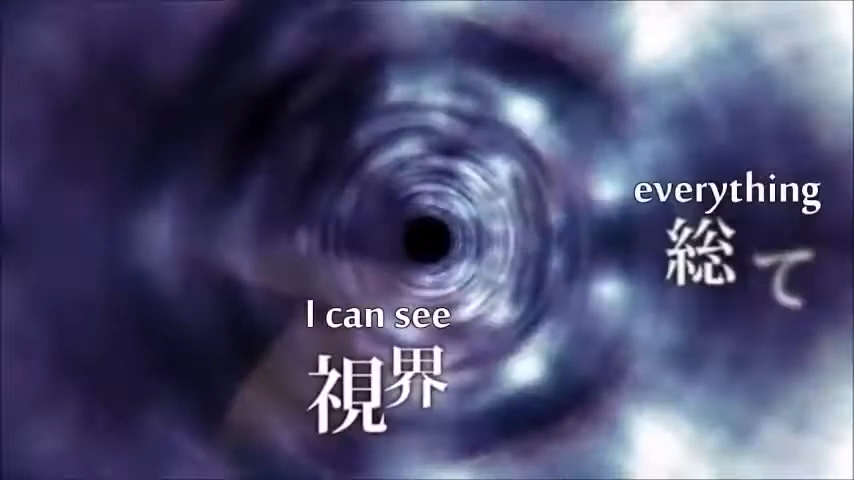 everything
総て
I can see
視界